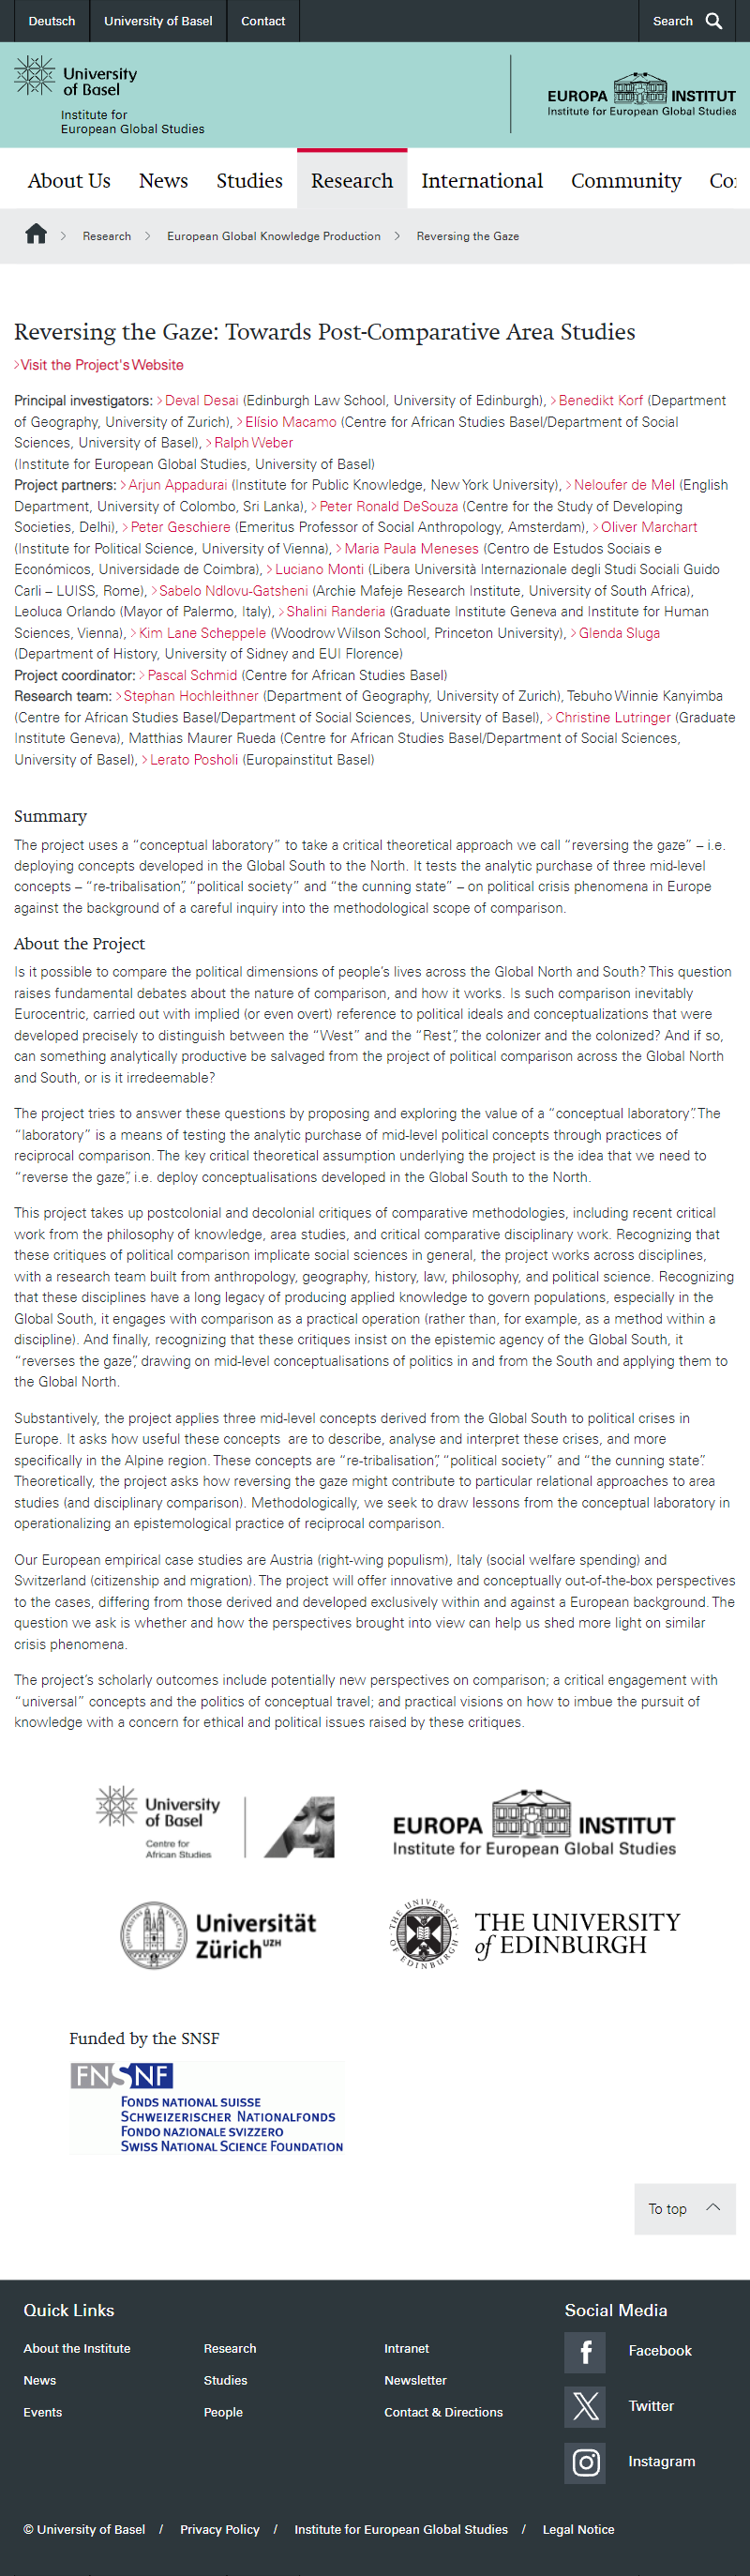 Deutsch University of Basel Contact Search
University
of Basel
Institute for
European Global Studies
EUROPA INSTITUT
Institute for European Global Studies
About Us News Studies Research International Community
Research European Global Knowledge Production Reversing the Gaze
Reversing the Gaze: Towards Post-Comparative Area Studies
Visit the Project's Website
Principal investigators: Deval Desai (Edinburgh Law School, University of Edinburgh), Benedikt Korf (Department
of Geography, University of Zurich), Elísio Macamo (Centre for African Studies Basel/Department of Social
Sciences, University of Basel), Ralph Weber
(Institute for European Global Studies, University of Basel)
Project partners: Arjun Appadurai (Institute for Public Knowledge, New York University), Neloufer de Mel (English
Department, University of Colombo, Sri Lanka), Peter Ronald DeSouza (Centre for the Study of Developing
Societies, Delhi), Peter Geschiere (Emeritus Professor of Social Anthropology, Amsterdam), Oliver Marchart
(Institute for Political Science, University of Vienna), Maria Paula Meneses (Centro de Estudos Sociais e
Económicos, Universidade de Coimbra), Luciano Monti (Libera Università Internazionale degli Studi Sociali Guido
Carli – LUISS, Rome), Sabelo Ndlovu-Gatsheni (Archie Mafeje Research Institute, University of South Africa),
Leoluca Orlando (Mayor of Palermo, Italy), Shalini Randeria (Graduate Institute Geneva and Institute for Human
Sciences, Vienna), Kim Lane Scheppele (Woodrow Wilson School, Princeton University), Glenda Sluga
(Department of History, University of Sidney and EUI Florence)
Project coordinator: Pascal Schmid (Centre for African Studies Basel)
Research team: Stephan Hochleithner (Department of Geography, University of Zurich), Tebuho Winnie Kanyimba
(Centre for African Studies Basel/Department of Social Sciences, University of Basel), Christine Lutringer (Graduate
Institute Geneva), Matthias Maurer Rueda (Centre for African Studies Basel/Department of Social Sciences,
University of Basel), Lerato Posholi (Europainstitut Basel)
Summary
The project uses a “conceptual laboratory” to take a critical theoretical approach we call “reversing the gaze” – i.e.
deploying concepts developed in the Global South to the North. It tests the analytic purchase of three mid-level
concepts – “re-tribalisation”, “political society” and “the cunning state” – on political crisis phenomena in Europe
against the background of a careful inquiry into the methodological scope of comparison.
About the Project
Is it possible to compare the political dimensions of people’s lives across the Global North and South? This question
raises fundamental debates about the nature of comparison, and how it works. Is such comparison inevitably
Eurocentric, carried out with implied (or even overt) reference to political ideals and conceptualizations that were
developed precisely to distinguish between the “West” and the “Rest”, the colonizer and the colonized? And if so,
can something analytically productive be salvaged from the project of political comparison across the Global North
and South, or is it irredeemable?
The project tries to answer these questions by proposing and exploring the value of a “conceptual laboratory”. The
“laboratory” is a means of testing the analytic purchase of mid-level political concepts through practices of
reciprocal comparison. The key critical theoretical assumption underlying the project is the idea that we need to
“reverse the gaze”, i.e. deploy conceptualisations developed in the Global South to the North.
This project takes up postcolonial and decolonial critiques of comparative methodologies, including recent critical
work from the philosophy of knowledge, area studies, and critical comparative disciplinary work. Recognizing that
these critiques of political comparison implicate social sciences in general, the project works across disciplines,
with a research team built from anthropology, geography, history, law, philosophy, and political science. Recognizing
that these disciplines have a long legacy of producing applied knowledge to govern populations, especially in the
Global South, it engages with comparison as a practical operation (rather than, for example, as a method within a
discipline). And finally, recognizing that these critiques insist on the epistemic agency of the Global South, it
“reverses the gaze”, drawing on mid-level conceptualisations of politics in and from the South and applying them to
the Global North.
Substantively, the project applies three mid-level concepts derived from the Global South to political crises in
Europe. It asks how useful these concepts are to describe, analyse and interpret these crises, and more
specifically in the Alpine region. These concepts are “re-tribalisation”, “political society” and “the cunning state”.
Theoretically, the project asks how reversing the gaze might contribute to particular relational approaches to area
studies (and disciplinary comparison). Methodologically, we seek to draw lessons from the conceptual laboratory in
operationalizing an epistemological practice of reciprocal comparison.
Our European empirical case studies are Austria (right-wing populism), Italy (social welfare spending) and
Switzerland (citizenship and migration). The project will offer innovative and conceptually out-of-the-box perspectives
to the cases, differing from those derived and developed exclusively within and against a European background. The
question we ask is whether and how the perspectives brought into view can help us shed more light on similar
crisis phenomena.
The project’s scholarly outcomes include potentially new perspectives on comparison; a critical engagement with
“universal” concepts and the politics of conceptual travel; and practical visions on how to imbue the pursuit of
knowledge with a concern for ethical and political issues raised by these critiques.
University
of Basel
Centre for
African Studies
EUROPA INSTITUT
Institute for European Global Studies
Universität
Zürich UZH
THE UNIVERSITY
of EDINBURGH
THE UNIVERSITY OF EDINBURGH
Funded by the SNSF
FNSNF
FONDS NATIONAL SUISSE
SCHWEIZERISCHER NATIONALFONDS
FONDO NAZIONALE SVIZZERO
SWISS NATIONAL SCIENCE FOUNDATION
To top
Quick Links Social Media
About the Institute Research Intranet Facebook
News Studies Newsletter Twitter
Events People Contact & Directions Instagram
© University of Basel / Privacy Policy / Institute for European Global Studies / Legal Notice